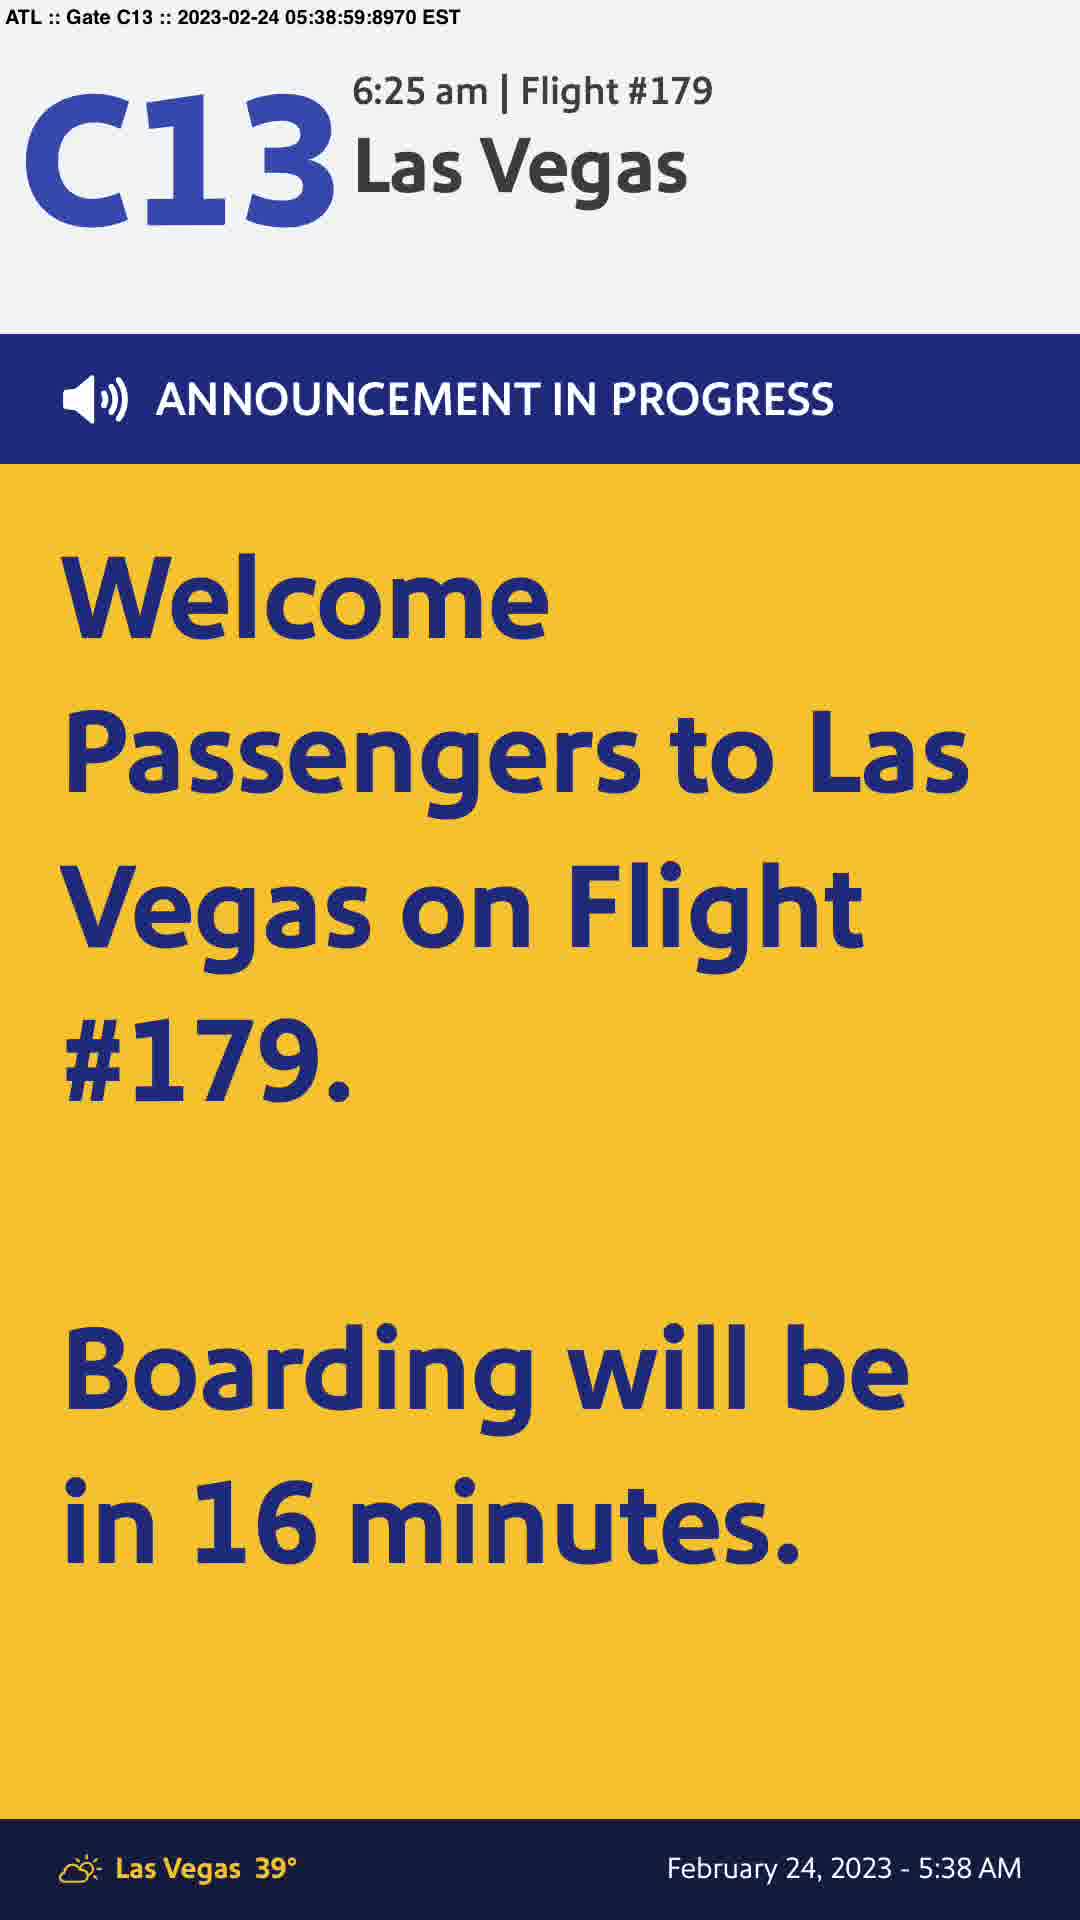 ATL :: Gate C13 :: 2023-02-24 05:38:59:8970 EST
C13
6:25 am | Flight #179
Las Vegas
ANNOUNCEMENT IN PROGRESS
Welcome
Passengers to Las
Vegas on Flight
#179.
Boarding will be
in 16 minutes.
Las Vegas 39°
February 24, 2023 - 5:38 AM